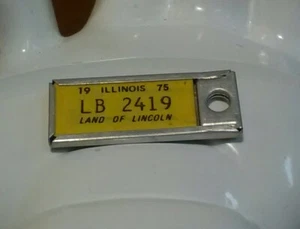 19 ILLINOIS 75
LB 2419
LAND OF LINCOLN